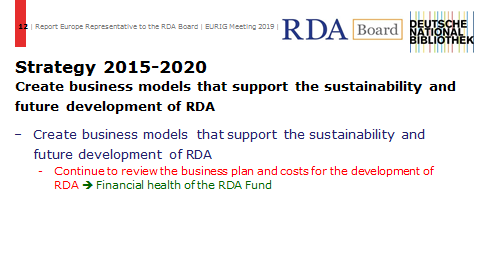 12 | Report Europe Representative to the RDA Board | EURIG Meeting 2019 |
RDA Board
DEUTSCHE
NATIONAL
BIBLIOTHEK
Strategy 2015-2020
Create business models that support the sustainability and
future development of RDA
– Create business models that support the sustainability and
future development of RDA
- Continue to review the business plan and costs for the development of
RDA ➔ Financial health of the RDA Fund